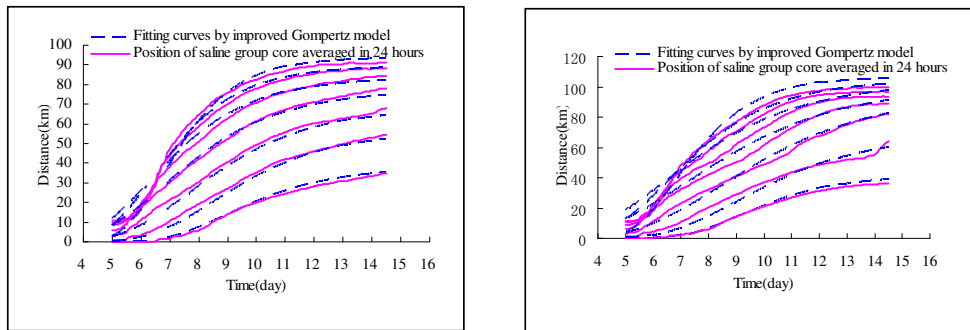 Fitting curves by improved Gompertz model
Position of saline group core averaged in 24 hours
100
90
80
70
60
50
40
30
20
10
0
Distance(km)
4 5 6 7 8 9 10 11 12 13 14 15 16
Time(day)
Fitting curves by improved Gompertz model
Position of saline group core averaged in 24 hours
120
100
80
60
40
20
0
Distance(km)
4 5 6 7 8 9 10 11 12 13 14 15 16
Time(day)